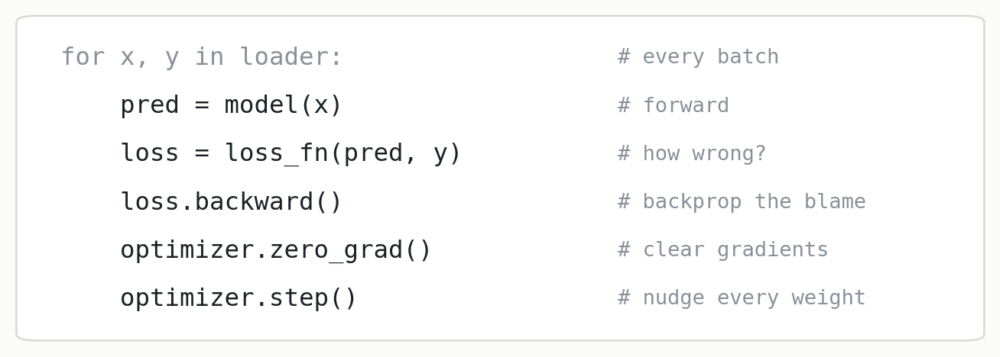 for x, y in loader: # every batch
    pred = model(x) # forward
    loss = loss_fn(pred, y) # how wrong?
    loss.backward() # backprop the blame
    optimizer.zero_grad() # clear gradients
    optimizer.step() # nudge every weight